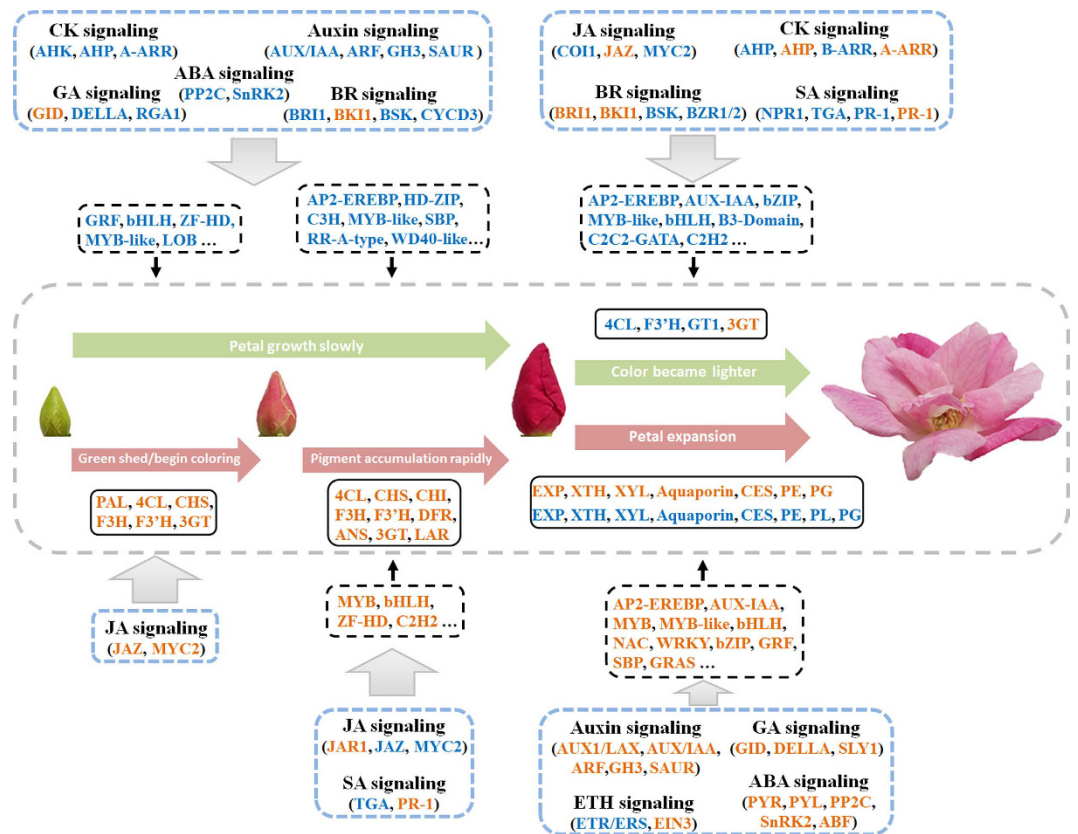 CK signaling
(AHK, AHP, A-ARR)
Auxin signaling
(AUX/IAA, ARF, GH3, SAUR )
ABA signaling
(PP2C, SnRK2)
GA signaling
(GID, DELLA, RGA1)
BR signaling
(BRI1, BKI1, BSK, CYCD3)
JA signaling
(COI1, JAZ, MYC2)
CK signaling
(AHP, AHP, B-ARR, A-ARR)
BR signaling
(BRI1, BKI1, BSK, BZR1/2)
SA signaling
(NPR1, TGA, PR-1, PR-1)
GRF, bHLH, ZF-HD,
MYB-like, LOB ...
AP2-EREBP, HD-ZIP,
C3H, MYB-like, SBP,
RR-A-type, WD40-like...
AP2-EREBP, AUX-IAA, bZIP,
MYB-like, bHLH, B3-Domain,
C2C2-GATA, C2H2 ...
4CL, F3’H, GT1, 3GT
Petal growth slowly
Color became lighter
Green shed/begin coloring
Pigment accumulation rapidly
Petal expansion
PAL, 4CL, CHS,
F3H, F3’H, 3GT
4CL, CHS, CHI,
F3H, F3’H, DFR,
ANS, 3GT, LAR
EXP, XTH, XYL, Aquaporin, CES, PE, PG
EXP, XTH, XYL, Aquaporin, CES, PE, PL, PG
JA signaling
(JAZ, MYC2)
MYB, bHLH,
ZF-HD, C2H2 ...
AP2-EREBP, AUX-IAA,
MYB, MYB-like, bHLH,
NAC, WRKY, bZIP, GRF,
SBP, GRAS ...
JA signaling
(JAR1, JAZ, MYC2)
SA signaling
(TGA, PR-1)
Auxin signaling
(AUX1/LAX, AUX/IAA,
ARF,GH3, SAUR)
GA signaling
(GID, DELLA, SLY1)
ETH signaling
(ETR/ERS, EIN3)
ABA signaling
(PYR, PYL, PP2C,
SnRK2, ABF)